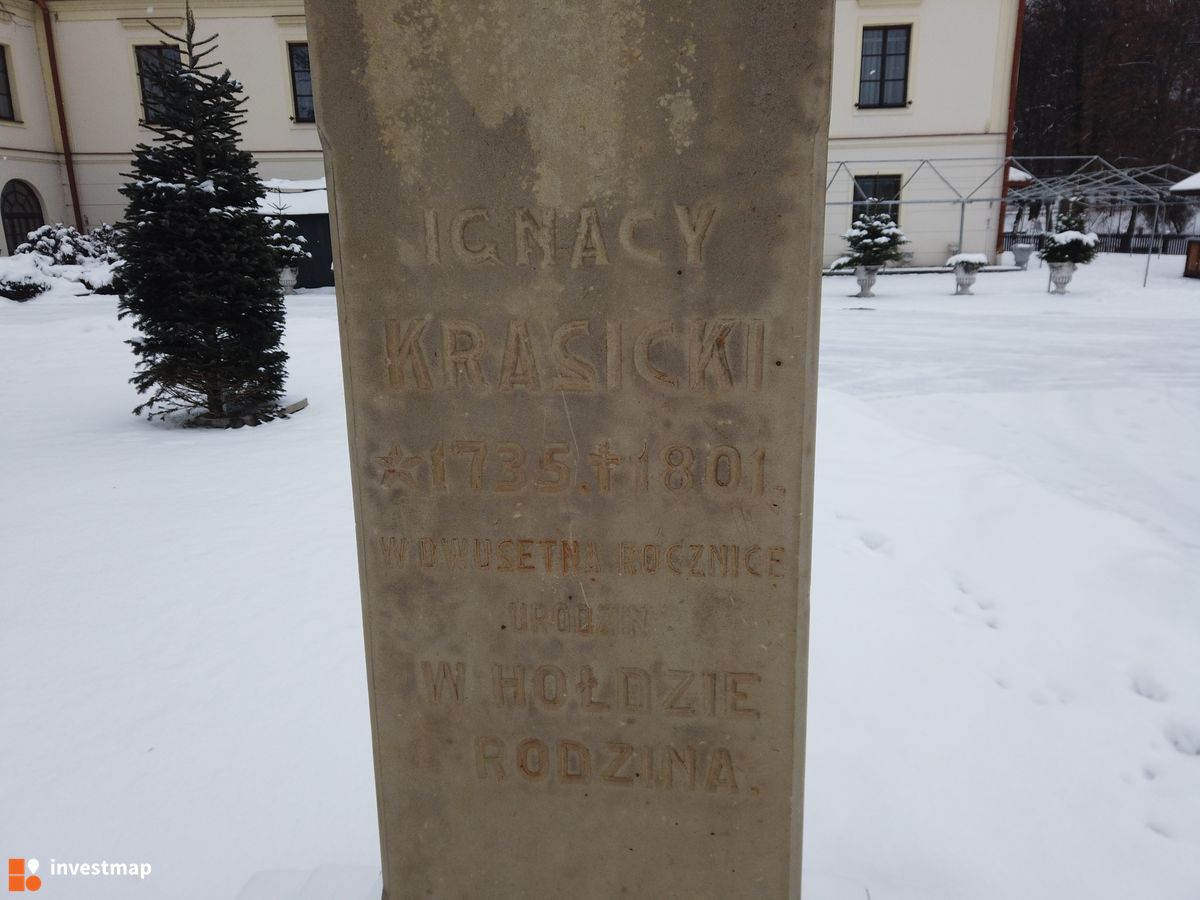 IGNACY
KRASICKI
☆1735.✝1801.
W DWUSETNĄ ROCZNICĘ
URODZIN
W HOŁDZIE
RODZINA.
investmap